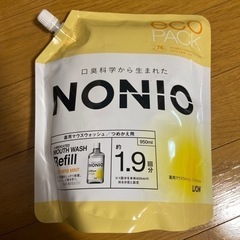 eco
PACK
口臭科学から生まれた
NONIO
薬用マウスウォッシュ/つめかえ用
950ml
MOUTH WASH
Refill
約1.9回分
LION